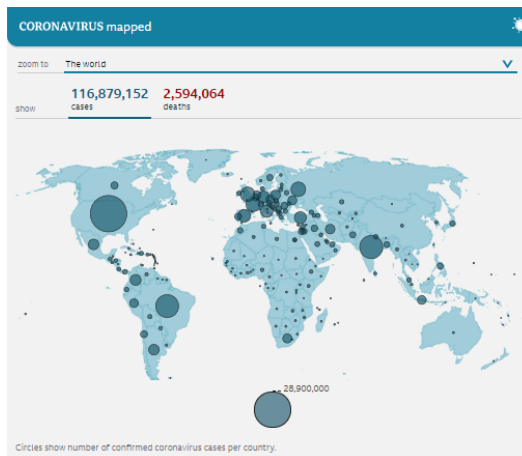 CORONAVIRUS mapped
zoom to The world
116,879,152 2,594,064
show cases deaths
28,900,000
Circles show number of confirmed coronavirus cases per country.